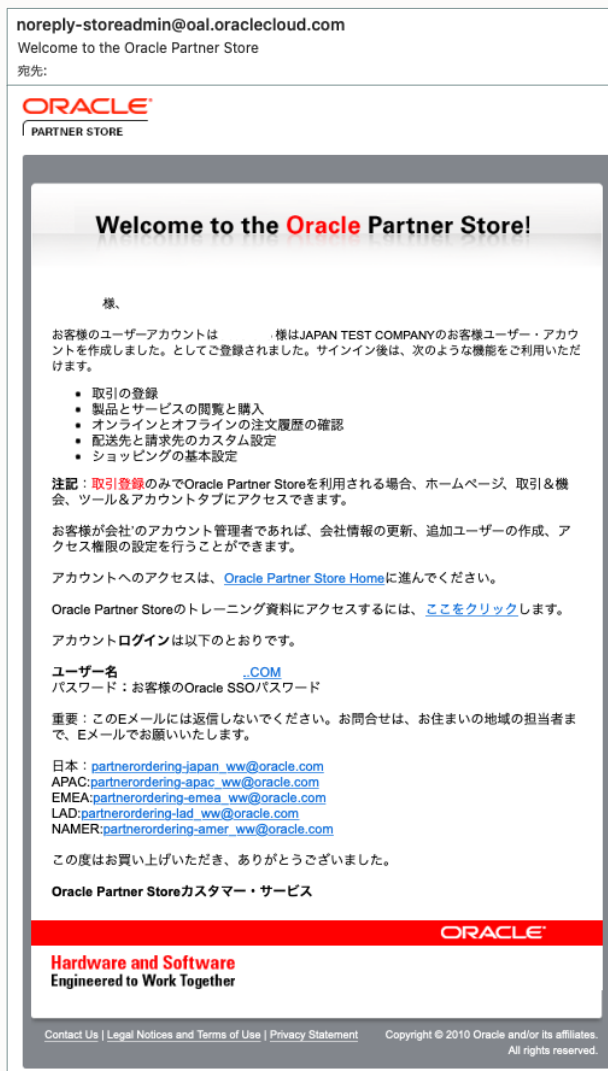 noreply-storeadmin@oal.oraclecloud.com
Welcome to the Oracle Partner Store
宛先:
ORACLE
PARTNER STORE
Welcome to the Oracle Partner Store!
様、
お客様のユーザーアカウントは 様はJAPAN TEST COMPANYのお客様ユーザー・アカウ
ントを作成しました。としてご登録されました。サインイン後は、次のような機能をご利用いただ
けます。
• 取引の登録
• 製品とサービスの閲覧と購入
• オンラインとオフラインの注文履歴の確認
• 配送先と請求先のカスタム設定
• ショッピングの基本設定
注記：取引登録のみでOracle Partner Storeを利用される場合、ホームページ、取引＆機
会、ツール＆アカウントタブにアクセスできます。
お客様が会社'のアカウント管理者であれば、会社情報の更新、追加ユーザーの作成、ア
クセス権限の設定を行うことができます。
アカウントへのアクセスは、 Oracle Partner Store Homeに進んでください。
Oracle Partner Storeのトレーニング資料にアクセスするには、 ここをクリックします。
アカウントログインは以下のとおりです。
ユーザー名 ..COM
パスワード：お客様のOracle SSOパスワード
重要：このEメールには返信しないでください。お問合せは、お住まいの地域の担当者ま
で、Eメールでお願いいたします。
日本：partnerordering-japan_ww@oracle.com
APAC:partnerordering-apac_ww@oracle.com
EMEA:partnerordering-emea_ww@oracle.com
LAD:partnerordering-lad_ww@oracle.com
NAMER:partnerordering-amer_ww@oracle.com
この度はお買い上げいただき、ありがとうございました。
Oracle Partner Storeカスタマー・サービス
ORACLE
Hardware and Software
Engineered to Work Together
Contact Us | Legal Notices and Terms of Use | Privacy Statement Copyright © 2010 Oracle and/or its affiliates.
All rights reserved.